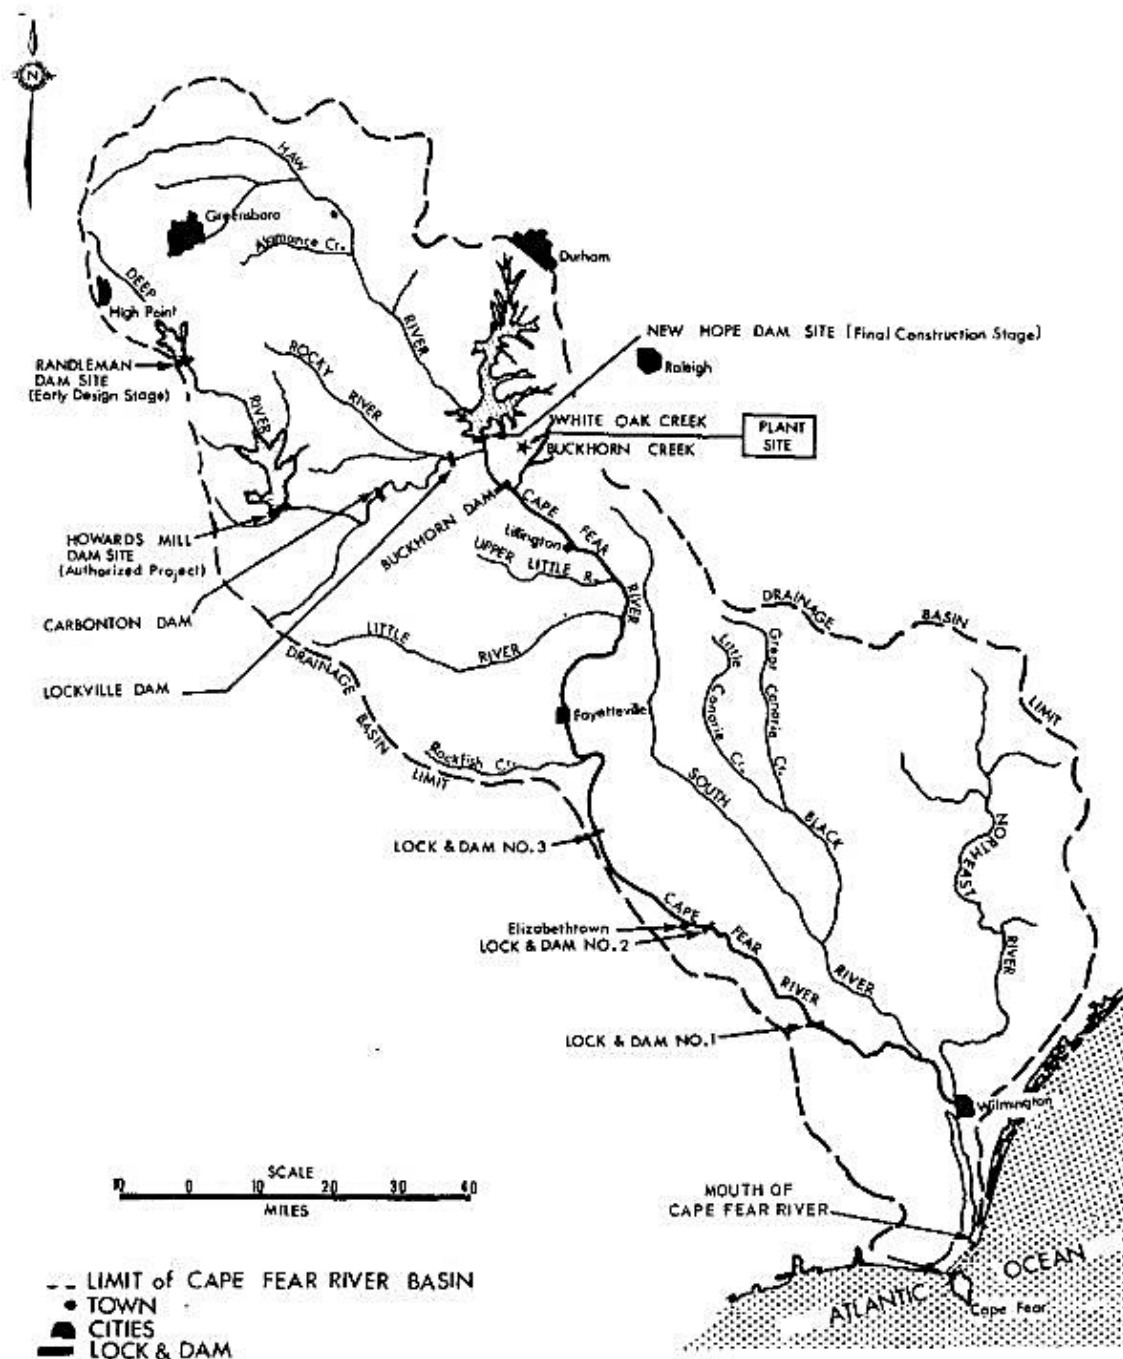 N
HAW
Greensboro
Alamance Cr.
Durham
DEEP
High Point
RIVER
NEW HOPE DAM SITE (Final Construction Stage)
Raleigh
RANDLEMAN
DAM SITE
(Early Design Stage)
ROCKY
RIVER
RIVER
WHITE OAK CREEK
BUCKHORN CREEK
PLANT
SITE
BUCKHORN DAM
CAPE
FEAR
RIVER
Lillington
UPPER LITTLE R.
HOWARDS MILL
DAM SITE
(Authorized Project)
CARBONTON DAM
LITTLE
RIVER
LOCKVILLE DAM
DRAINAGE
BASIN
LIMIT
DRAINAGE
BASIN
LIMIT
Little
Coharie
Cr.
Great
Coharie
Cr.
Fayetteville
Rockfish Cr.
SOUTH
BLACK
RIVER
NORTHEAST
RIVER
LOCK & DAM NO. 3
CAPE
FEAR
RIVER
Elizabethtown
LOCK & DAM NO. 2
LOCK & DAM NO. 1
Wilmington
MOUTH OF
CAPE FEAR RIVER
ATLANTIC
OCEAN
Cape Fear
SCALE
10 0 10 20 30 40
MILES
LIMIT of CAPE FEAR RIVER BASIN
TOWN
CITIES
LOCK & DAM